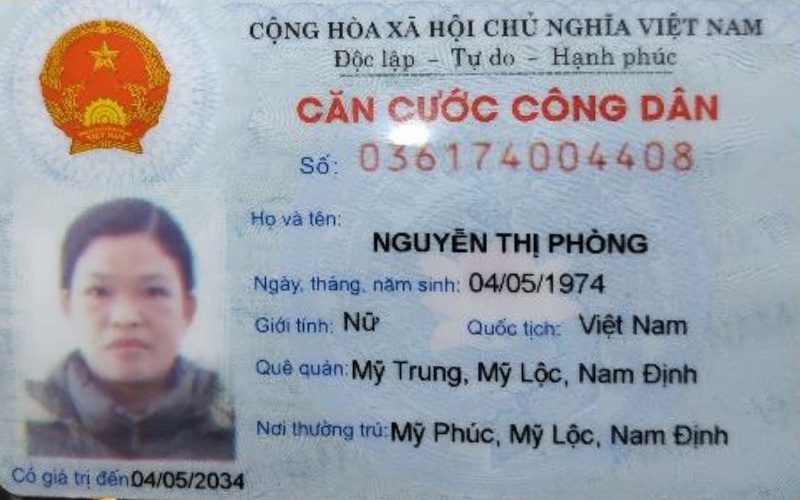 CỘNG HÒA XÃ HỘI CHỦ NGHĨA VIỆT NAM
Độc lập - Tự do - Hạnh phúc
CĂN CƯỚC CÔNG DÂN
Số: 036174004408
Họ và tên:
NGUYỄN THỊ PHÒNG
Ngày, tháng, năm sinh: 04/05/1974
Giới tính: Nữ Quốc tịch: Việt Nam
Quê quán: Mỹ Trung, Mỹ Lộc, Nam Định
Nơi thường trú: Mỹ Phúc, Mỹ Lộc, Nam Định
Có giá trị đến 04/05/2034